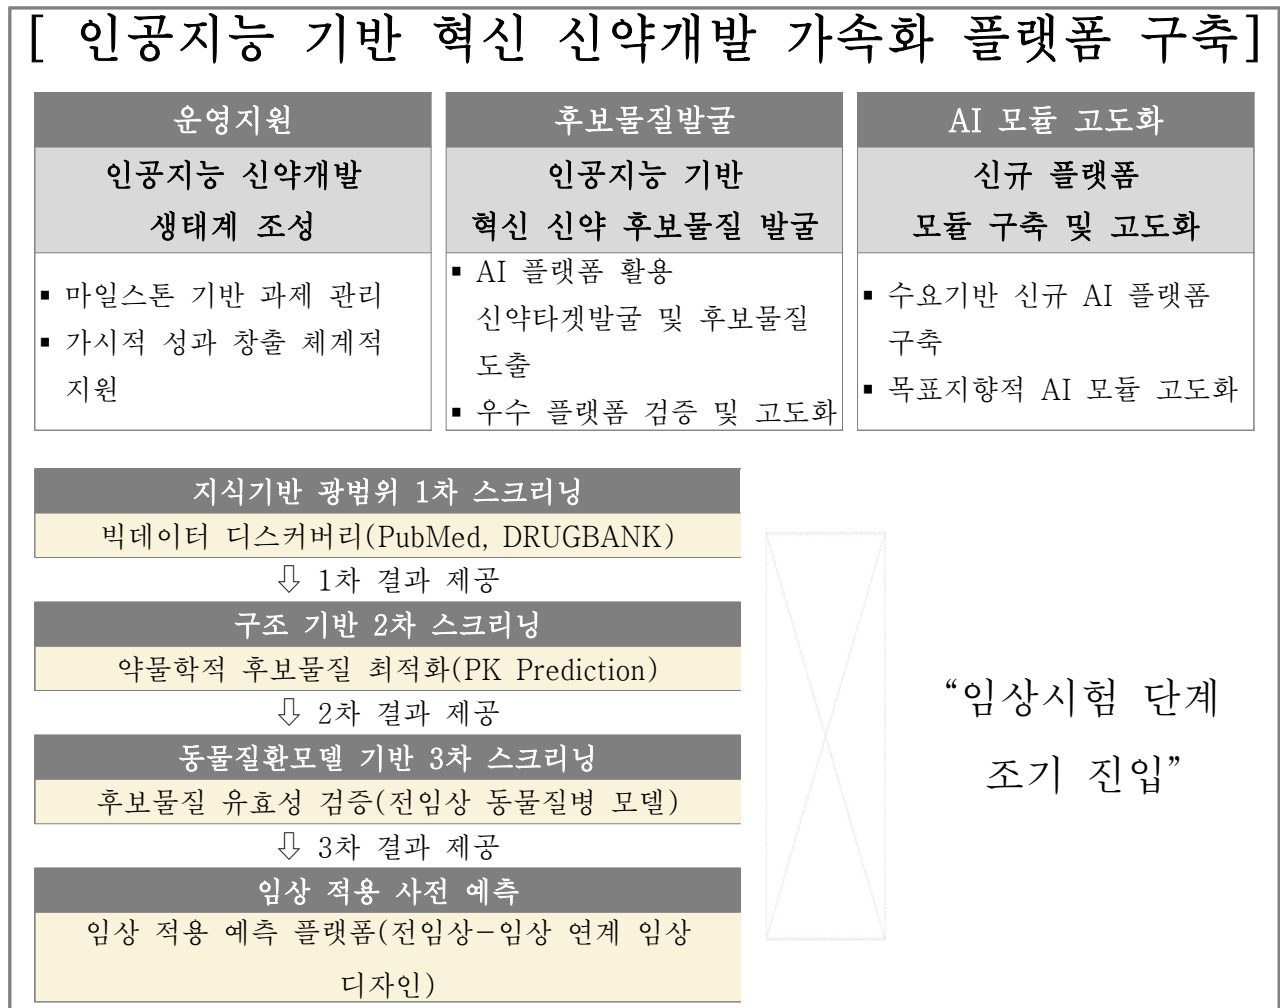 [ 인공지능 기반 혁신 신약개발 가속화 플랫폼 구축]
운영지원
인공지능 신약개발
생태계 조성
▪ 마일스톤 기반 과제 관리
▪ 가시적 성과 창출 체계적
지원
후보물질발굴
인공지능 기반
혁신 신약 후보물질 발굴
▪ AI 플랫폼 활용
신약타겟발굴 및 후보물질
도출
▪ 우수 플랫폼 검증 및 고도화
AI 모듈 고도화
신규 플랫폼
모듈 구축 및 고도화
▪ 수요기반 신규 AI 플랫폼
구축
▪ 목표지향적 AI 모듈 고도화
지식기반 광범위 1차 스크리닝
빅데이터 디스커버리(PubMed, DRUGBANK)
⇩ 1차 결과 제공
구조 기반 2차 스크리닝
약물학적 후보물질 최적화(PK Prediction)
⇩ 2차 결과 제공
동물질환모델 기반 3차 스크리닝
후보물질 유효성 검증(전임상 동물질병 모델)
⇩ 3차 결과 제공
임상 적용 사전 예측
임상 적용 예측 플랫폼(전임상-임상 연계 임상
디자인)
“임상시험 단계
조기 진입”